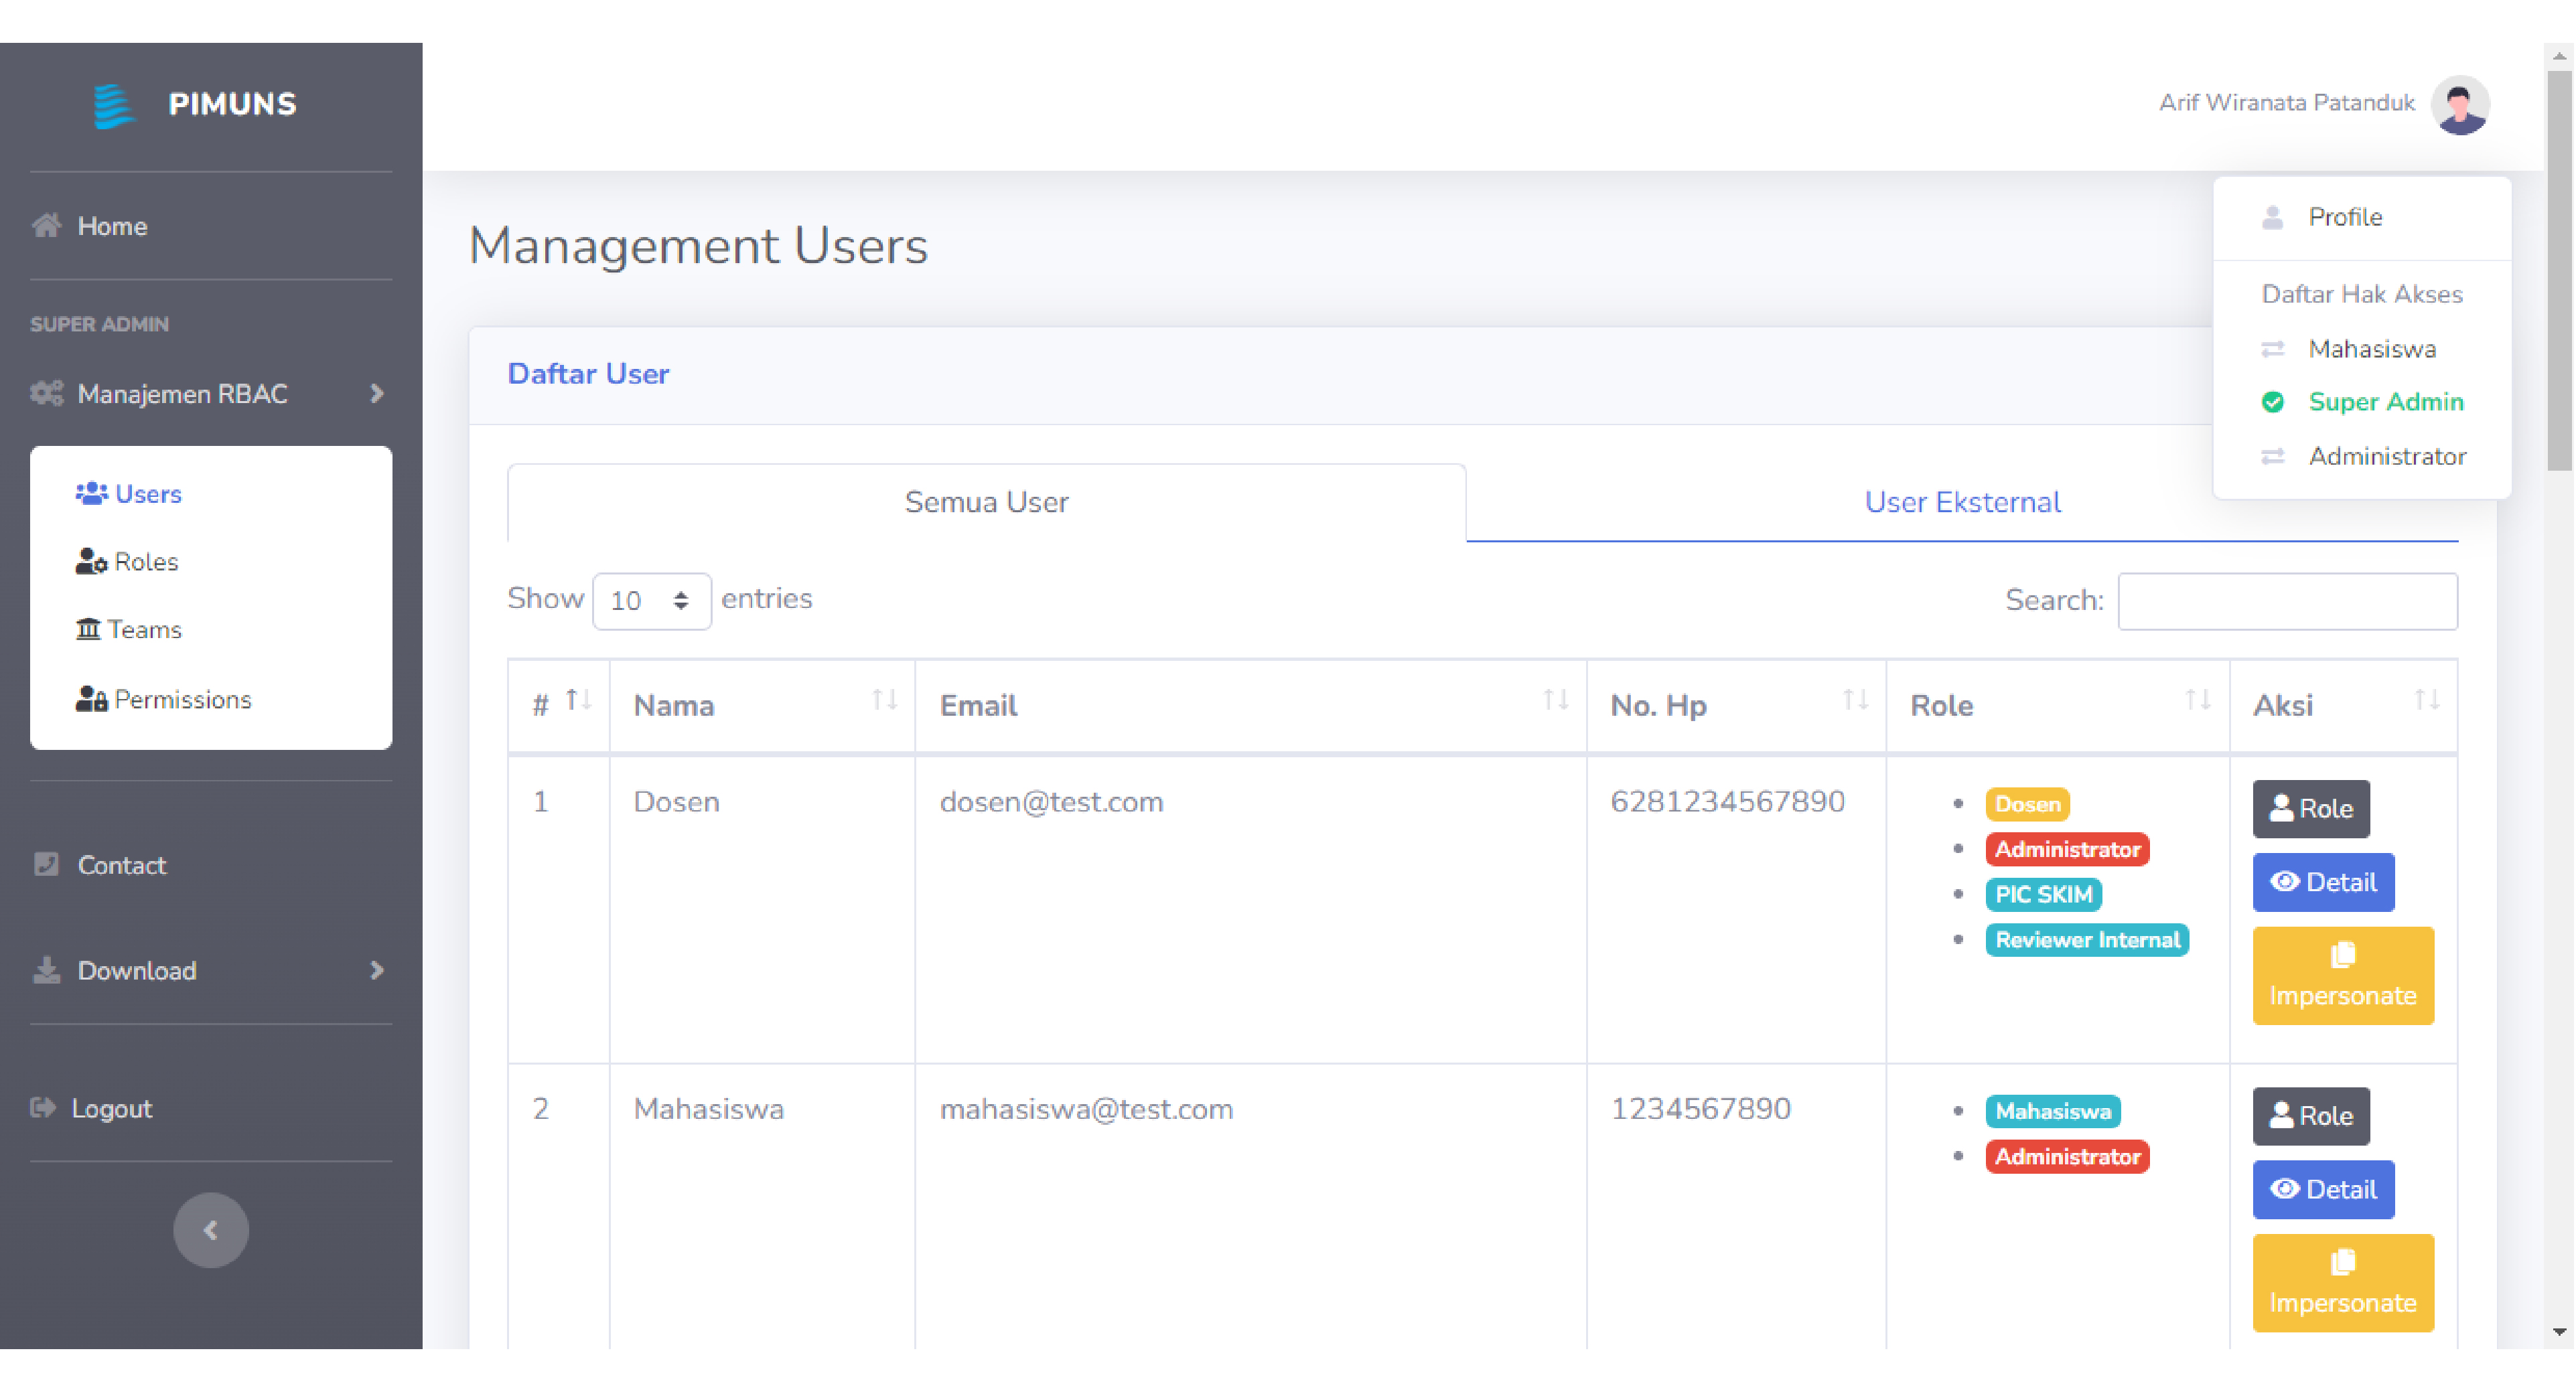 PIMUNS
Home
SUPER ADMIN
Manajemen RBAC
Users
Roles
Teams
Permissions
Contact
Download
Logout
Arif Wiranata Patanduk
Profile
Daftar Hak Akses
Mahasiswa
Super Admin
Administrator
Management Users
Daftar User
Semua User User Eksternal
Show 10 entries Search:
# Nama Email No. Hp Role Aksi
1 Dosen dosen@test.com 6281234567890 Dosen Role
Administrator
PIC SKIM Detail
Reviewer Internal
Impersonate
2 Mahasiswa mahasiswa@test.com 1234567890 Mahasiswa Role
Administrator
Detail
Impersonate